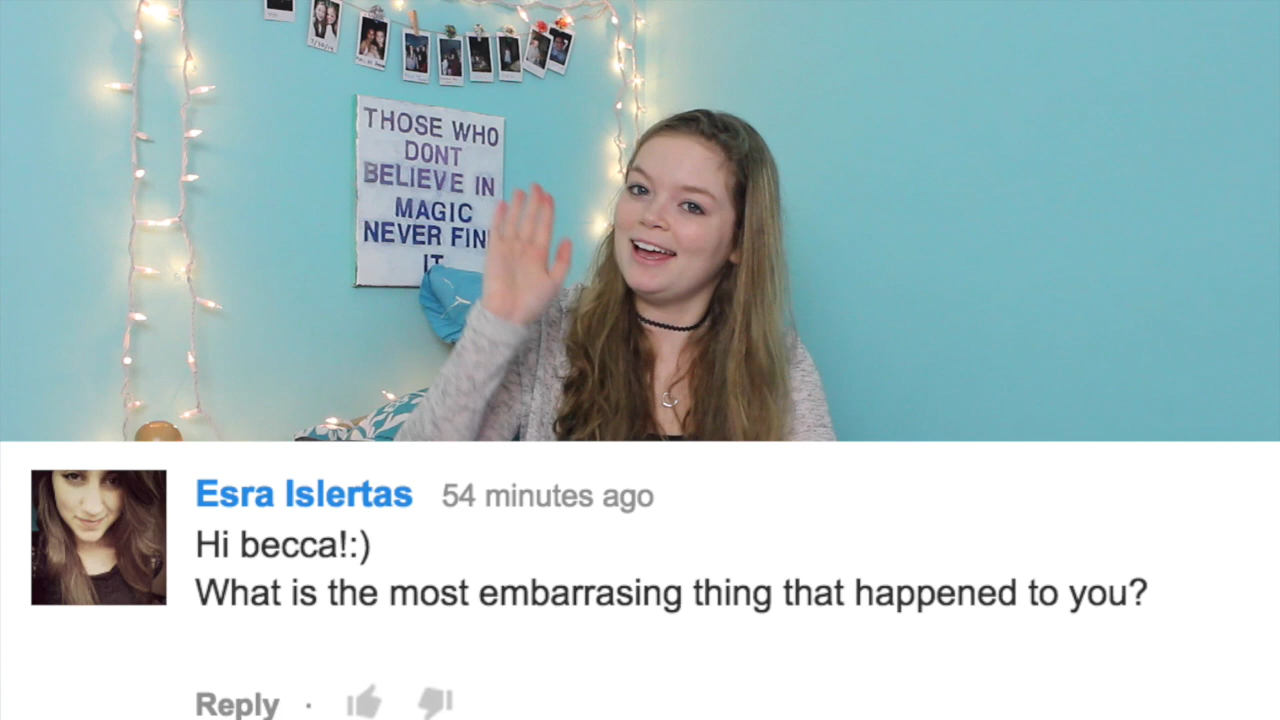 THOSE WHO
DONT
BELIEVE IN
MAGIC
NEVER FIN
IT
Esra Islertas 54 minutes ago
Hi becca!:)
What is the most embarrasing thing that happened to you?
Reply ·